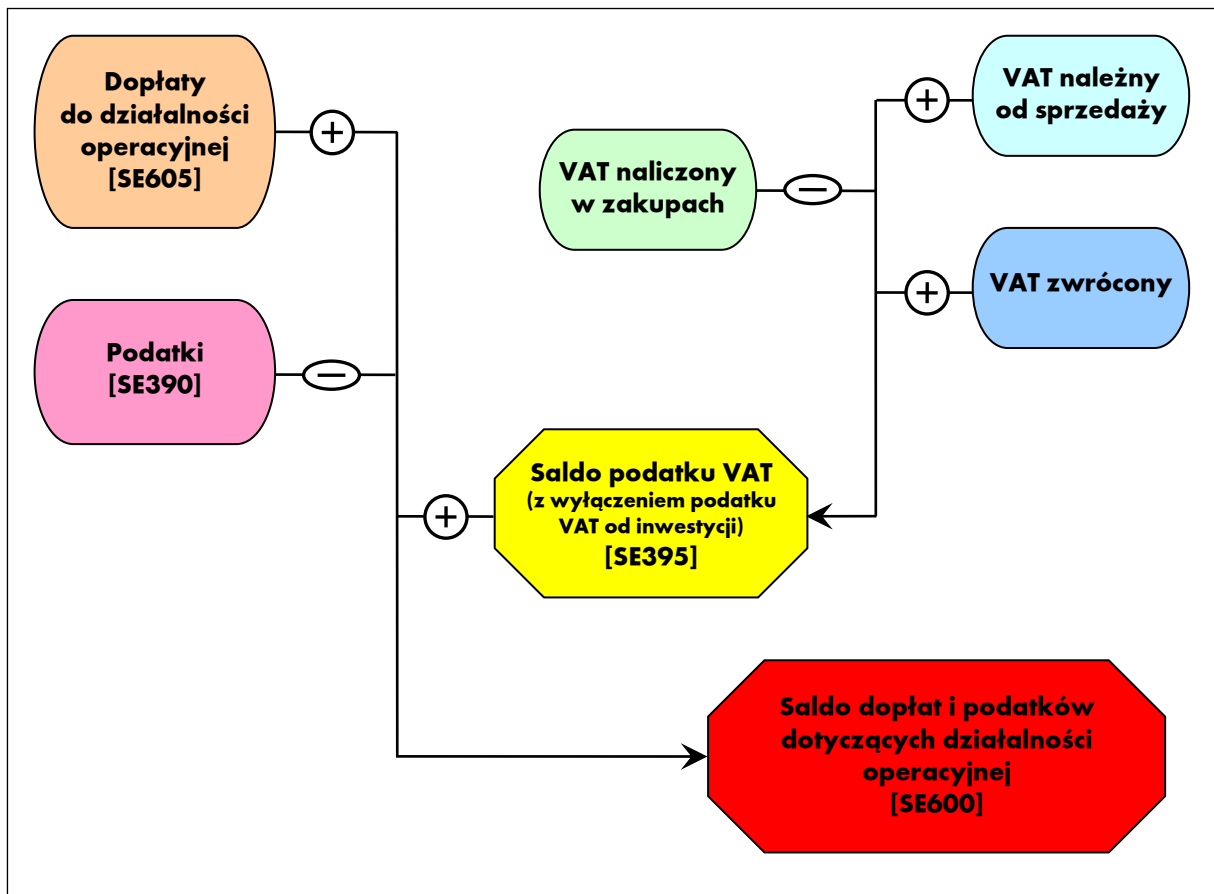 Dopłaty
do działalności
operacyjnej
[SE605]
+
VAT należny
od sprzedaży
+
VAT naliczony
w zakupach
−
VAT zwrócony
+
Podatki
[SE390]
−
Saldo podatku VAT
(z wyłączeniem podatku
VAT od inwestycji)
[SE395]
+
Saldo dopłat i podatków
dotyczących działalności
operacyjnej
[SE600]